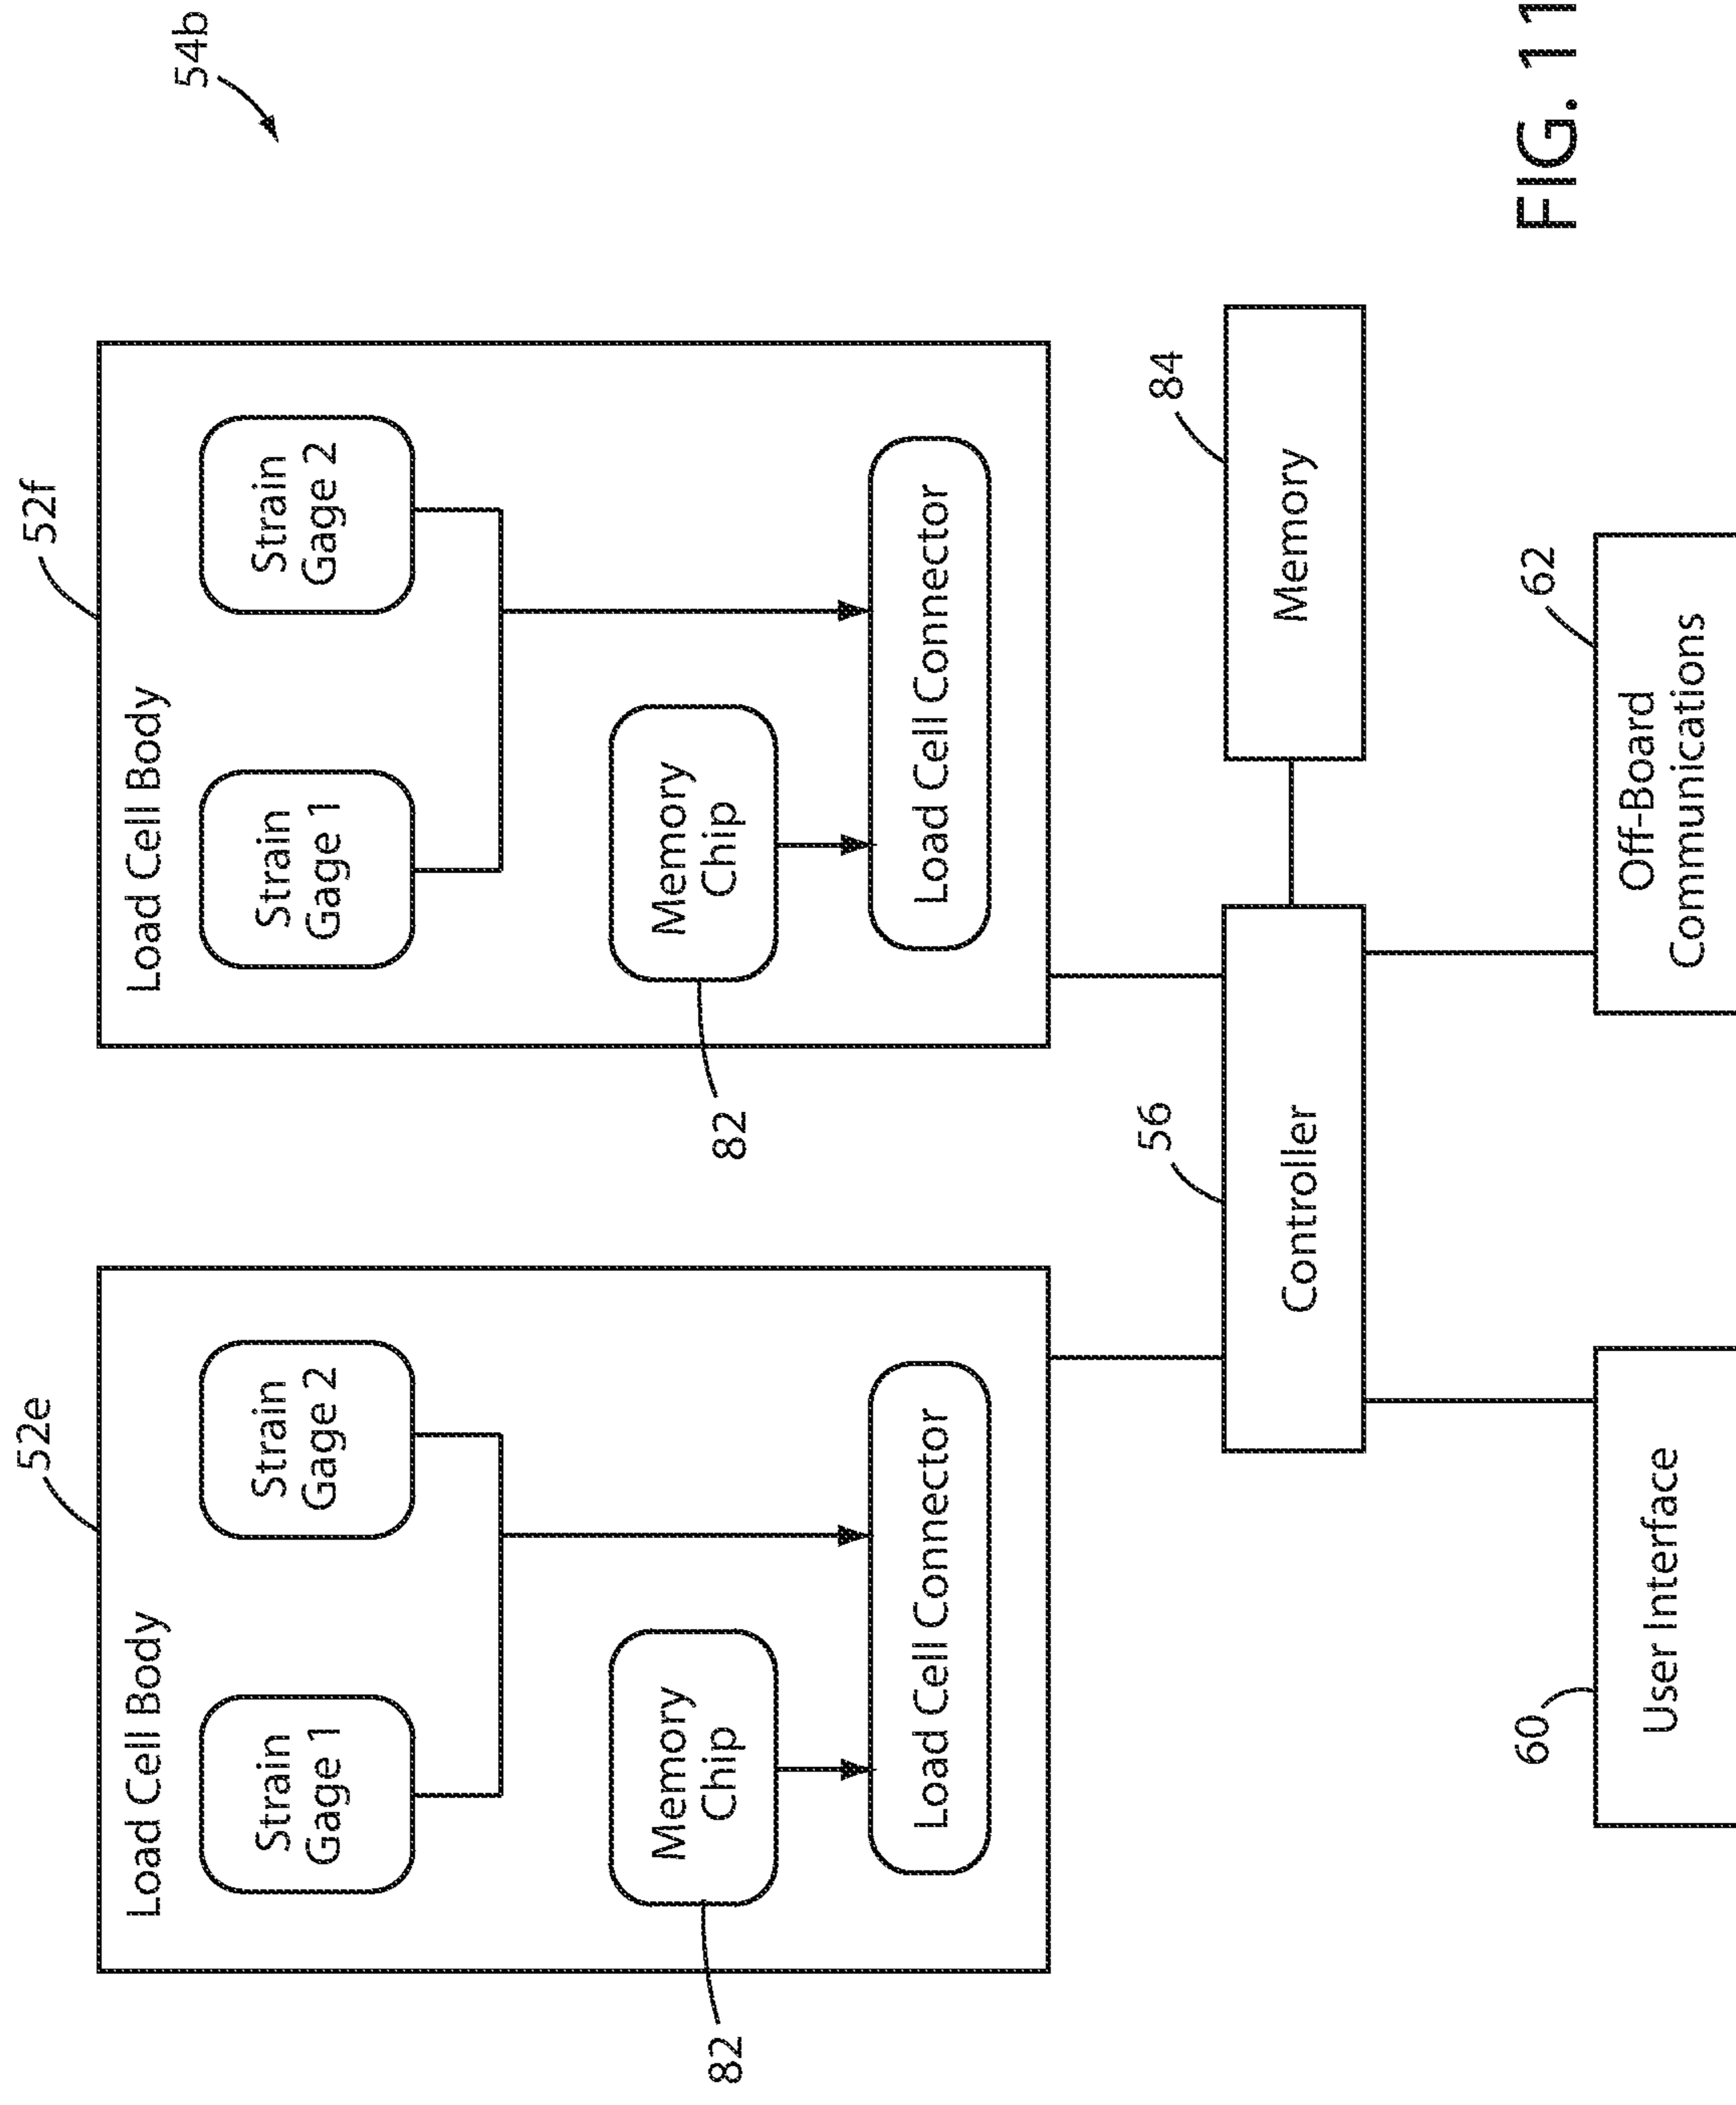 54b
52e
52f
Load Cell Body
Strain
Gage 1
Strain
Gage 2
Memory
Chip
82
Load Cell Connector
Load Cell Body
Strain
Gage 1
Strain
Gage 2
Memory
Chip
82
Load Cell Connector
56
Controller
84
Memory
60
User Interface
62
Off-Board
Communications
FIG. 11